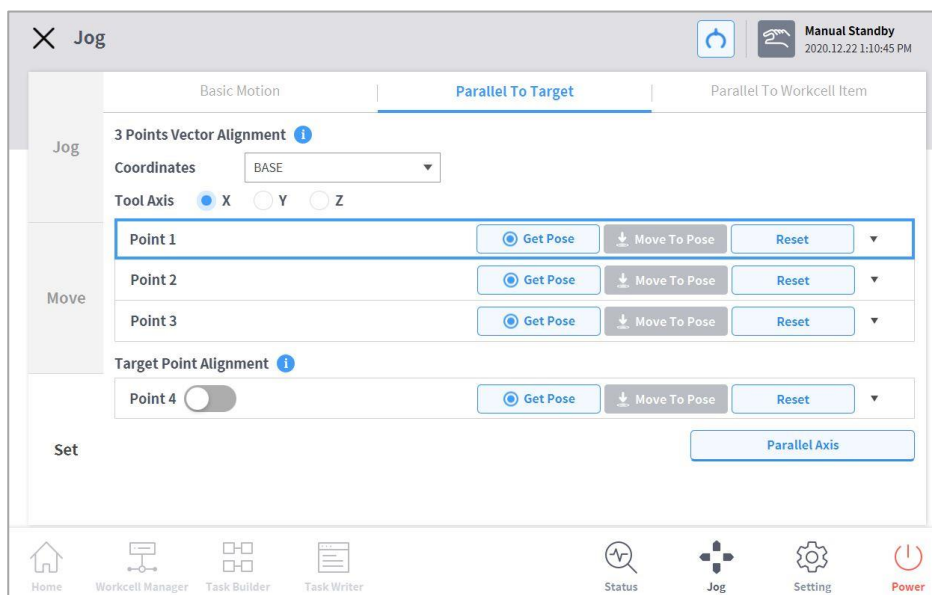 Jog
Manual Standby
2020.12.22 1:10:45 PM
Basic Motion
Parallel To Target
Parallel To Workcell Item
Jog
Move
Set
3 Points Vector Alignment i
Coordinates BASE
Tool Axis X Y Z
Point 1 Get Pose Move To Pose Reset
Point 2 Get Pose Move To Pose Reset
Point 3 Get Pose Move To Pose Reset
Target Point Alignment i
Point 4 Get Pose Move To Pose Reset
Parallel Axis
Home
Workcell Manager
Task Builder
Task Writer
Status
Jog
Setting
Power